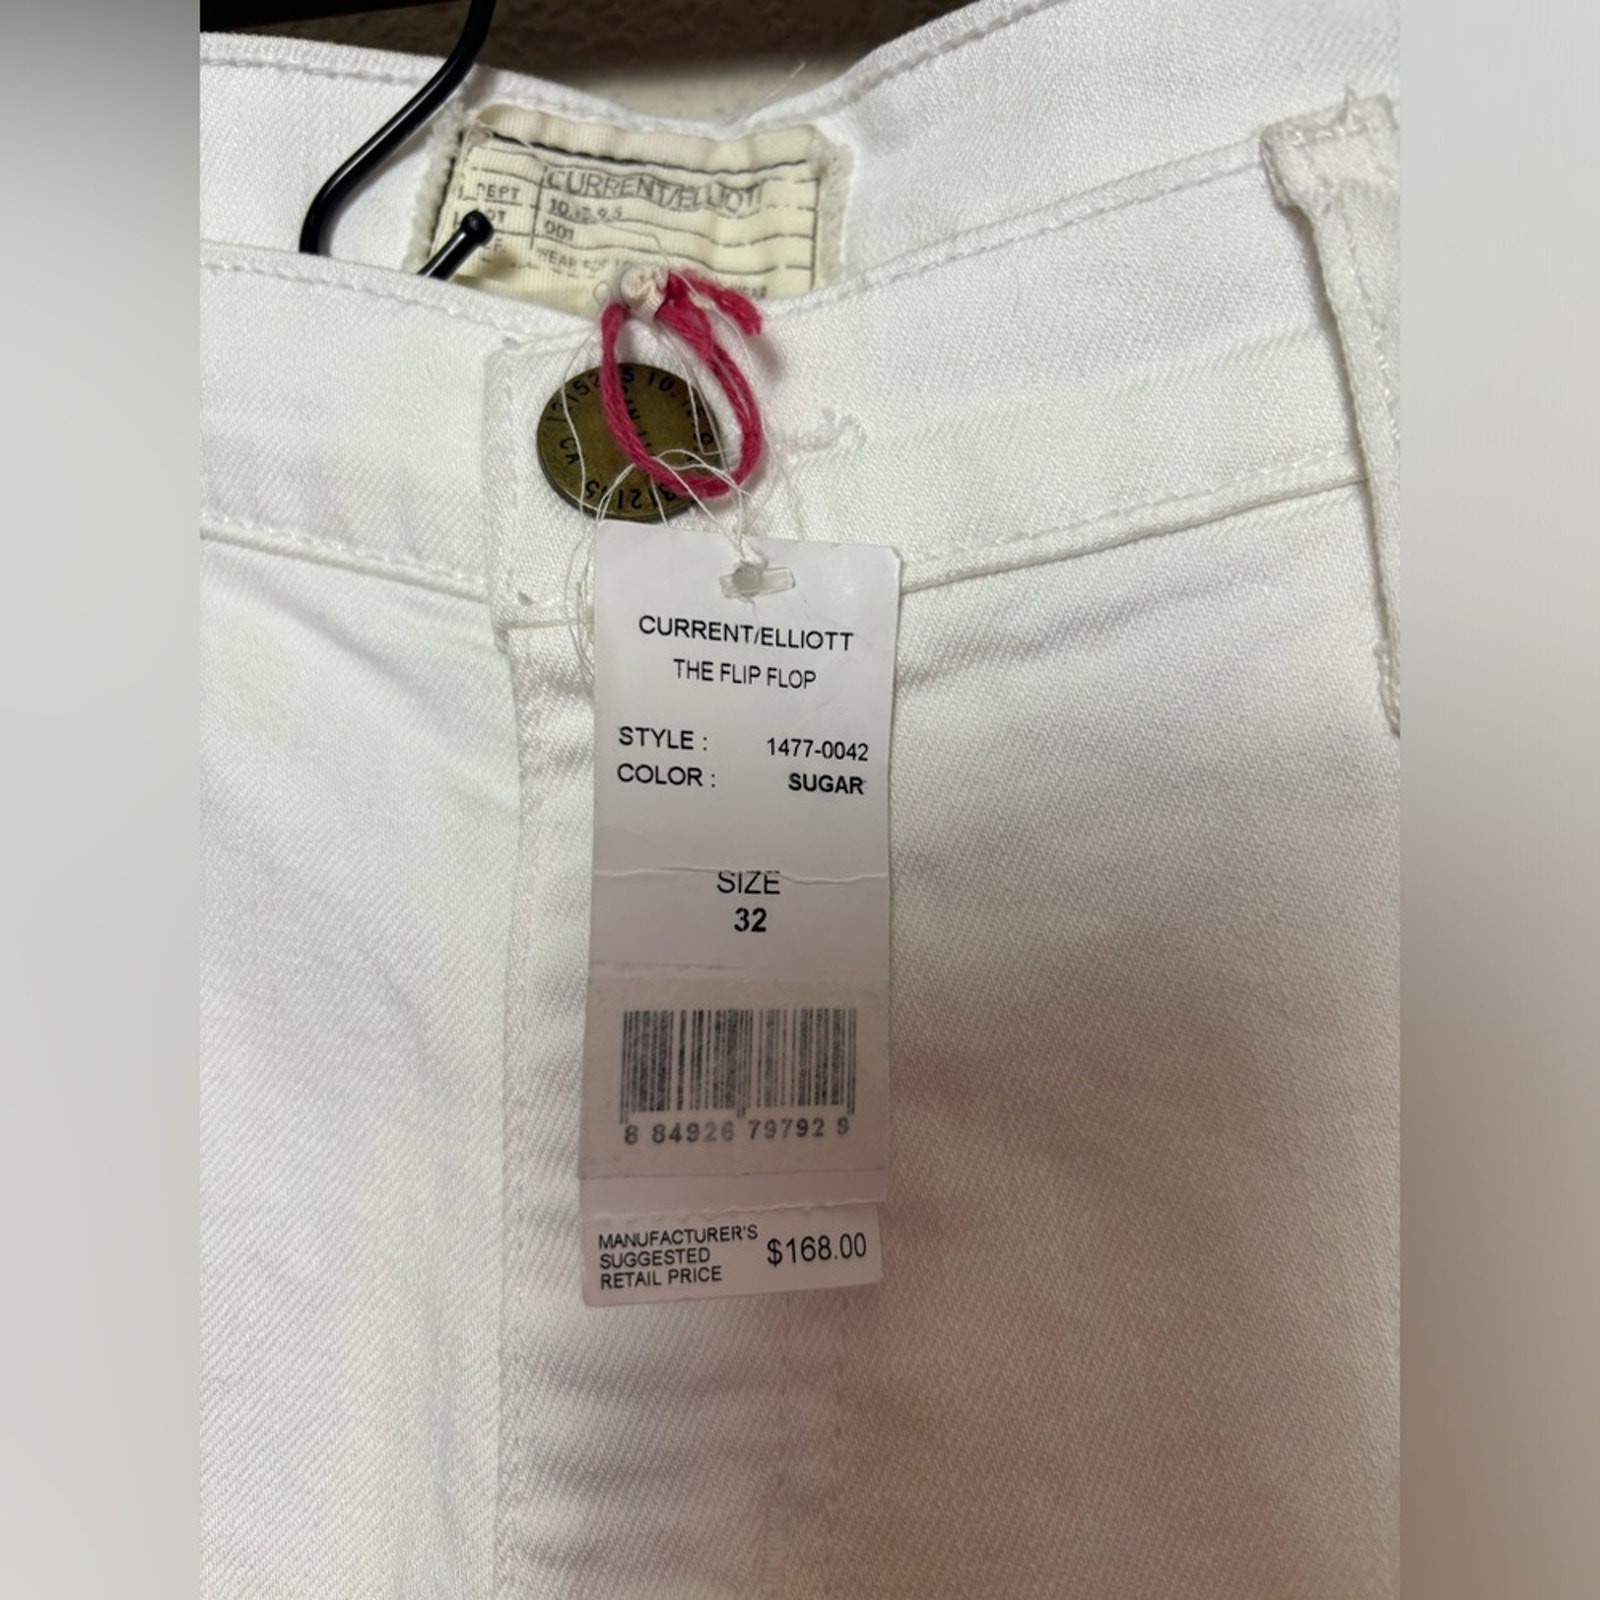 CURRENT/ELLIOTT
001
CURRENT/ELLIOTT
THE FLIP FLOP
STYLE : 1477-0042
COLOR : SUGAR
SIZE
32
8 84926 79792 9
MANUFACTURER'S
SUGGESTED
RETAIL PRICE
$168.00